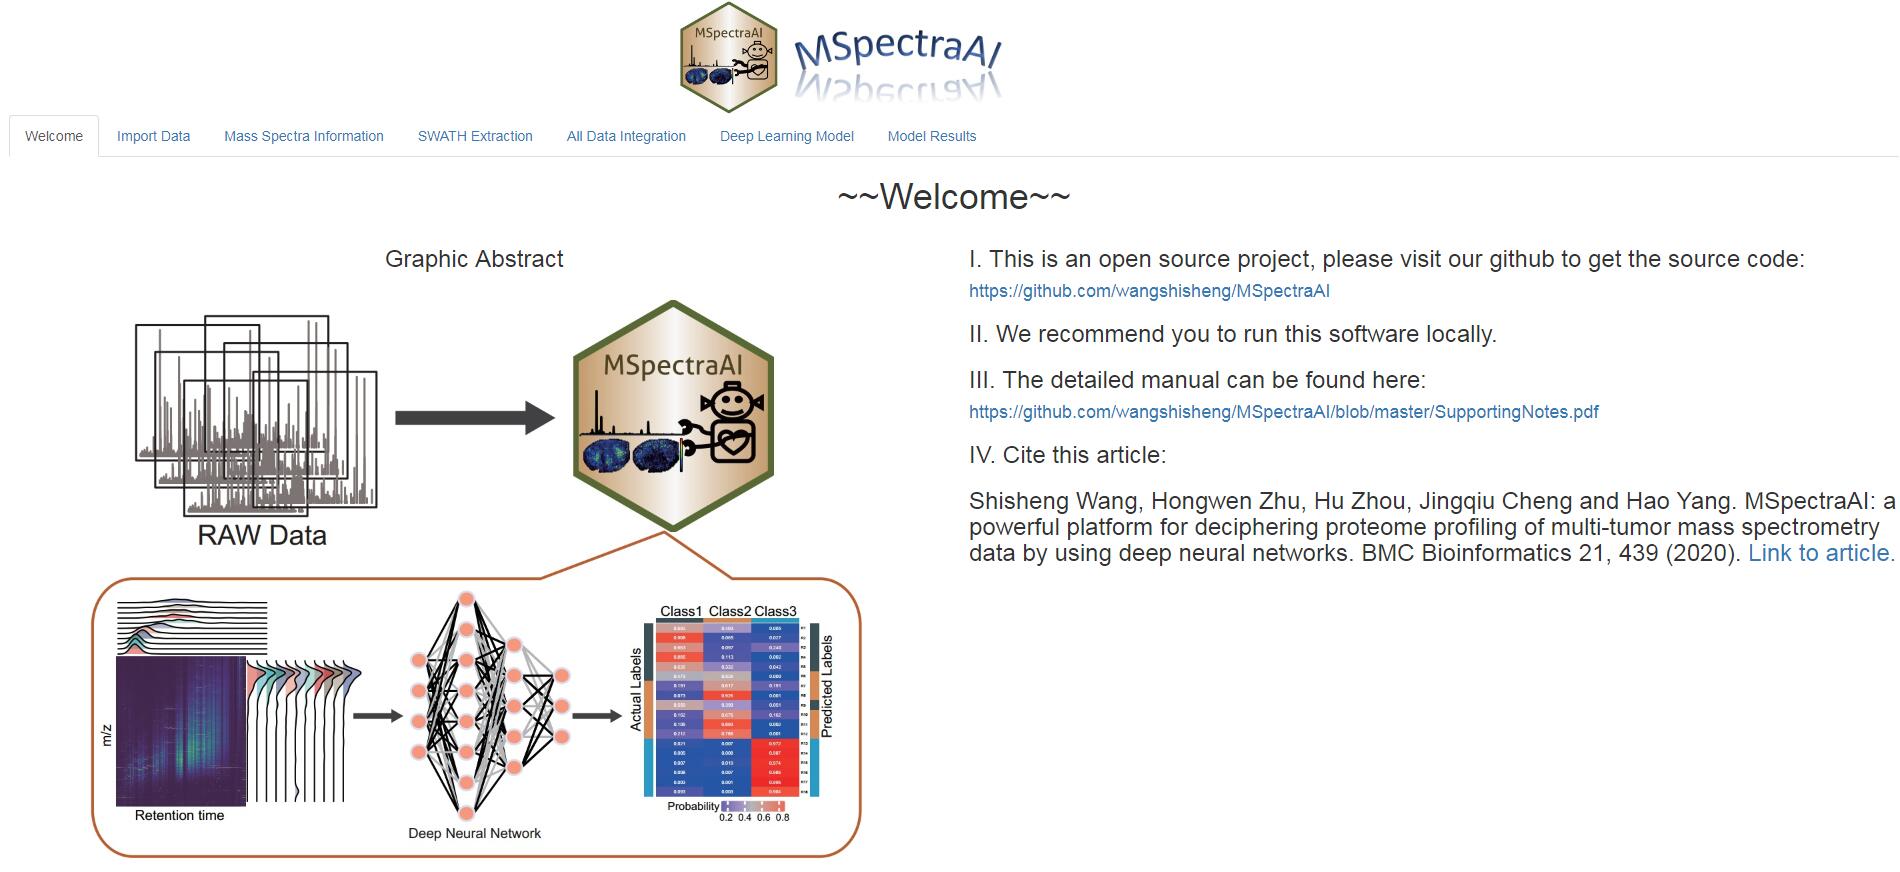 MSpectraAI
MSpectraAI
Welcome
Import Data
Mass Spectra Information
SWATH Extraction
All Data Integration
Deep Learning Model
Model Results
~~Welcome~~
Graphic Abstract
RAW Data
MSpectraAI
m/z
Retention time
Deep Neural Network
Class1 Class2 Class3
Actual Labels
Predicted Labels
Probability
0.2 0.4 0.6 0.8
I. This is an open source project, please visit our github to get the source code:
https://github.com/wangshisheng/MSpectraAI
II. We recommend you to run this software locally.
III. The detailed manual can be found here:
https://github.com/wangshisheng/MSpectraAI/blob/master/SupportingNotes.pdf
IV. Cite this article:
Shisheng Wang, Hongwen Zhu, Hu Zhou, Jingqiu Cheng and Hao Yang. MSpectraAI: a
powerful platform for deciphering proteome profiling of multi-tumor mass spectrometry
data by using deep neural networks. BMC Bioinformatics 21, 439 (2020). Link to article.